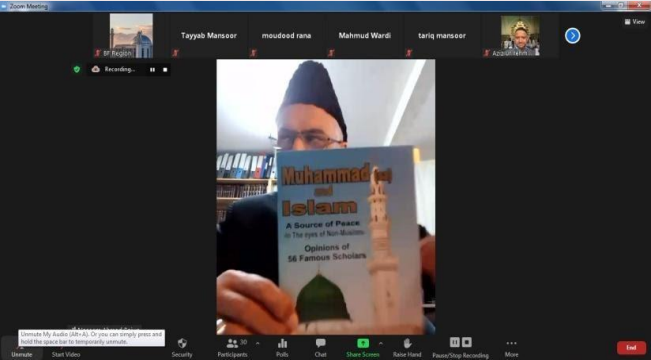 Zoom Meeting
View
BF Region
Tayyab Mansoor
moudood rana
Mahmud Wardi
tariq mansoor
Recording...
Muhammad
and
Islam
A Source of Peace
in The eyes of Non-Muslims
Opinions of
56 Famous Scholars
Unmute My Audio (Alt+A). Or you can simply press and
hold the space bar to temporarily unmute.
Unmute
Start Video
Security
Participants
30
Polls
Chat
Share Screen
Raise Hand
Pause/Stop Recording
More
End